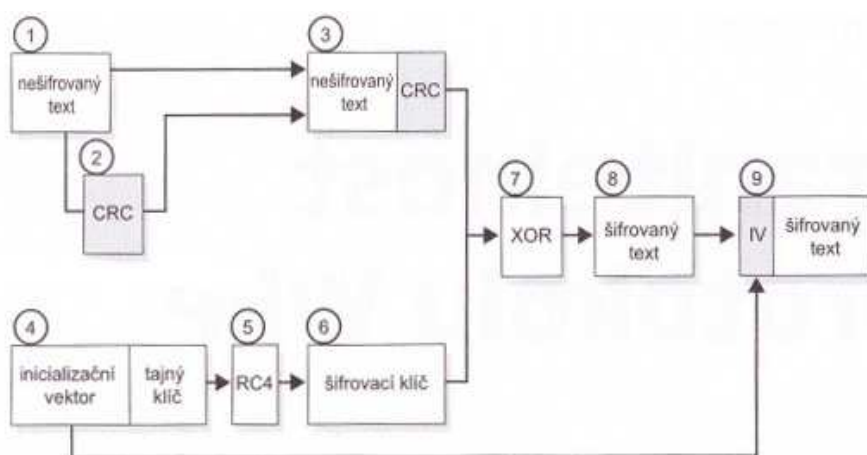 1
nešifrovaný
text
2
CRC
3
nešifrovaný
text
CRC
4
inicializační
vektor
tajný
klíč
5
RC4
6
šifrovací klíč
7
XOR
8
šifrovaný
text
9
IV
šifrovaný
text